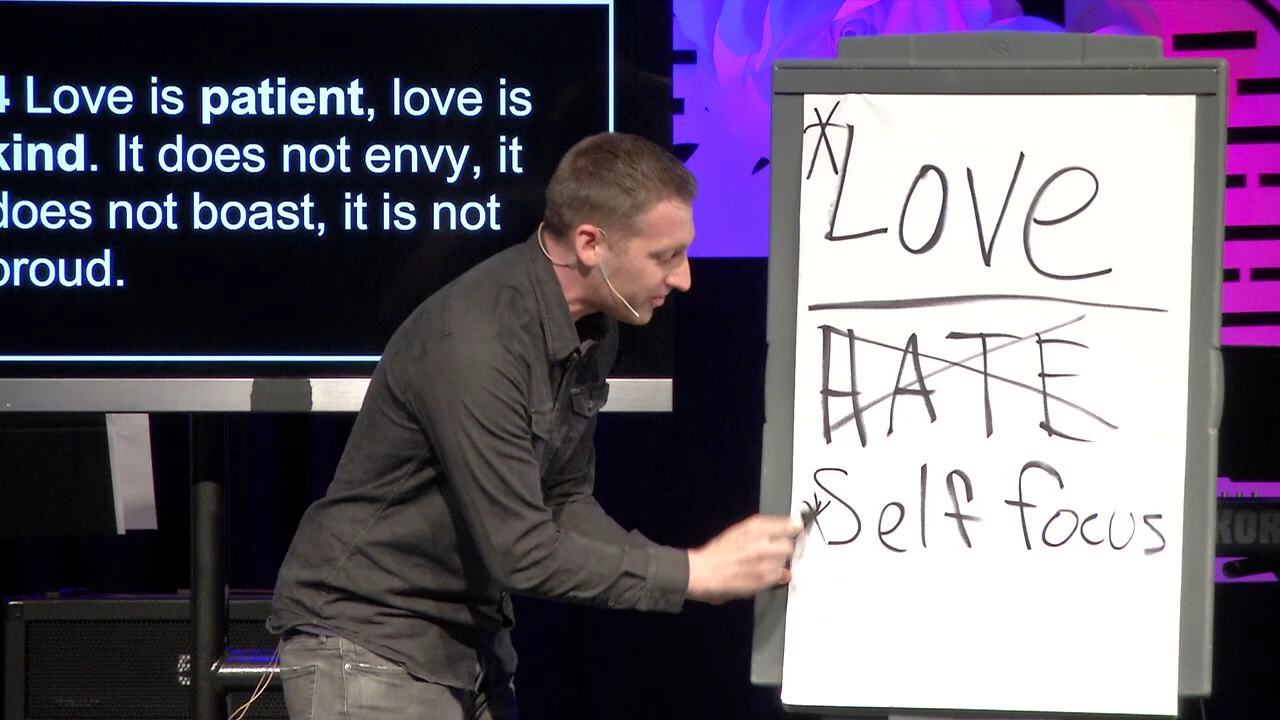 4 Love is patient, love is
kind. It does not envy, it
does not boast, it is not
proud.
*Love
HATE
*Self focus
KOR